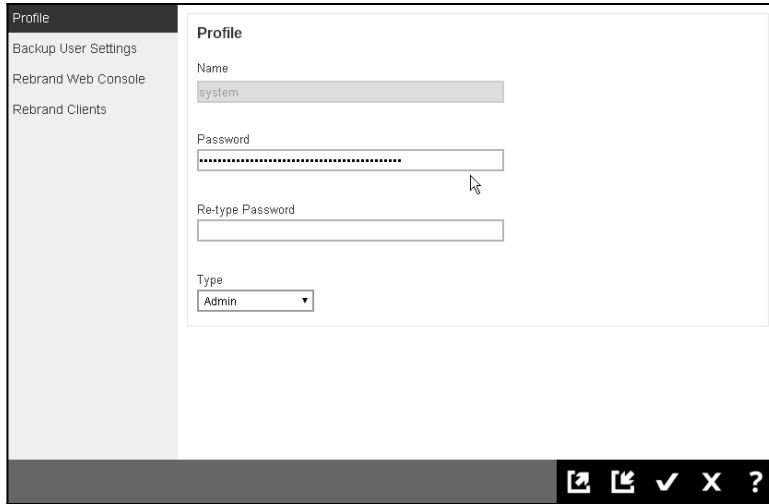 Profile
Backup User Settings
Rebrand Web Console
Rebrand Clients
Profile
Name
system
Password
Re-type Password
Type
Admin
?